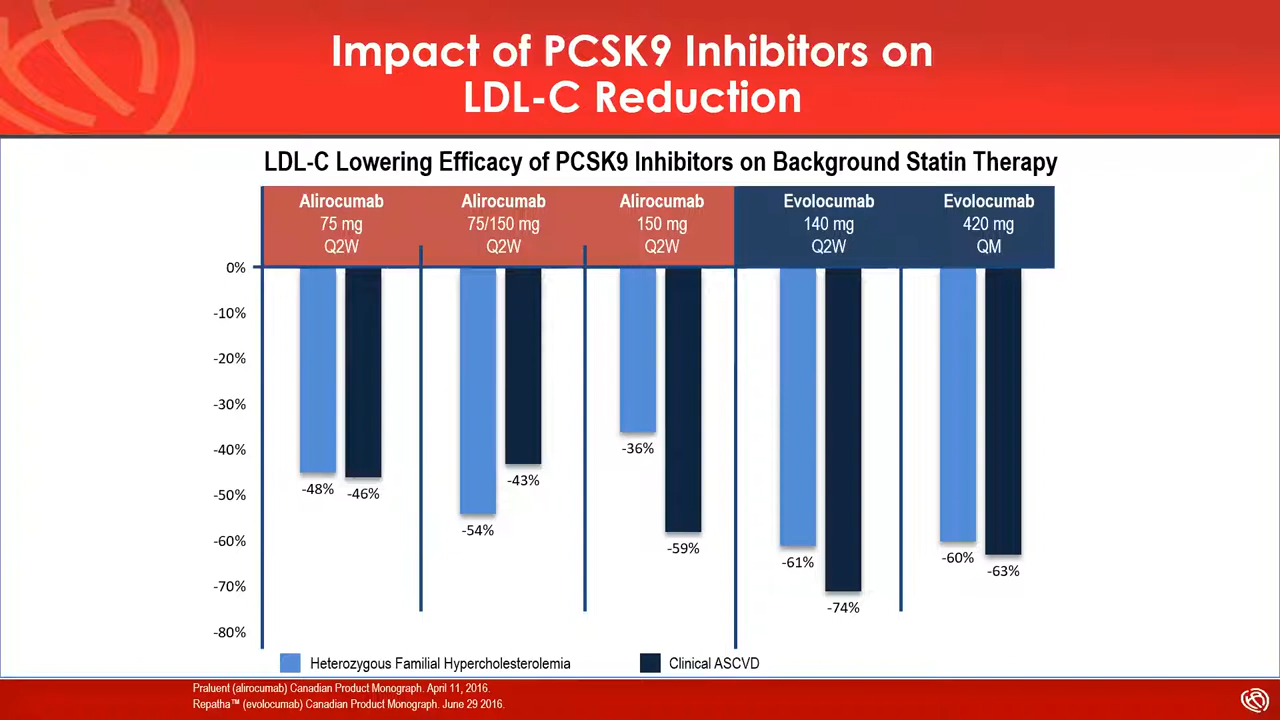 Impact of PCSK9 Inhibitors on
LDL-C Reduction
LDL-C Lowering Efficacy of PCSK9 Inhibitors on Background Statin Therapy
Alirocumab
75 mg
Q2W
Alirocumab
75/150 mg
Q2W
Alirocumab
150 mg
Q2W
Evolocumab
140 mg
Q2W
Evolocumab
420 mg
QM
0%
-10%
-20%
-30%
-40%
-50%
-60%
-70%
-80%
-48%
-46%
-54%
-43%
-36%
-59%
-61%
-74%
-60%
-63%
Heterozygous Familial Hypercholesterolemia
Clinical ASCVD
Praluent (alirocumab) Canadian Product Monograph. April 11, 2016.
Repatha™ (evolocumab) Canadian Product Monograph. June 29 2016.